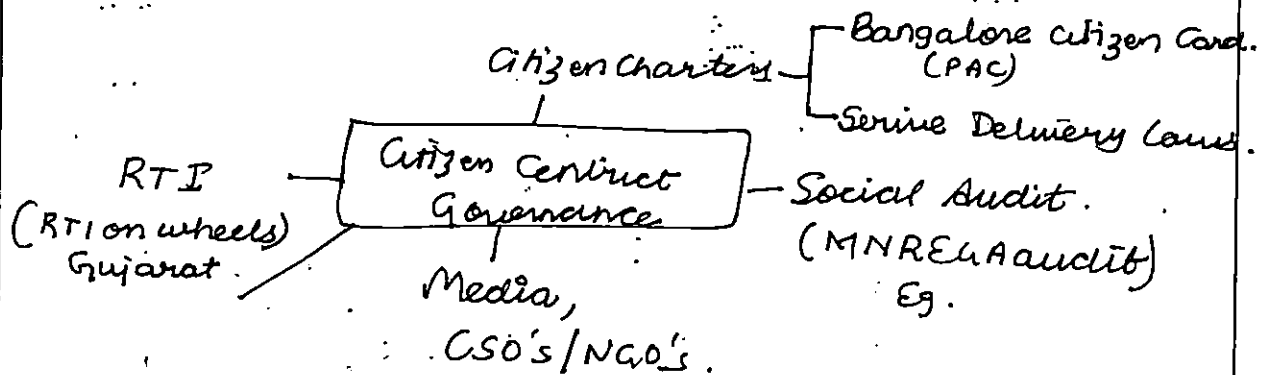 Citizen Charters
Bangalore Citizen Card.
(PAC)
Service Delivery Laws.
RTI
(RTI on wheels)
Gujarat.
Citizen Centric
Governance
Social Audit.
(MNREGA audit)
Eg.
Media,
CSO's/NGO's.